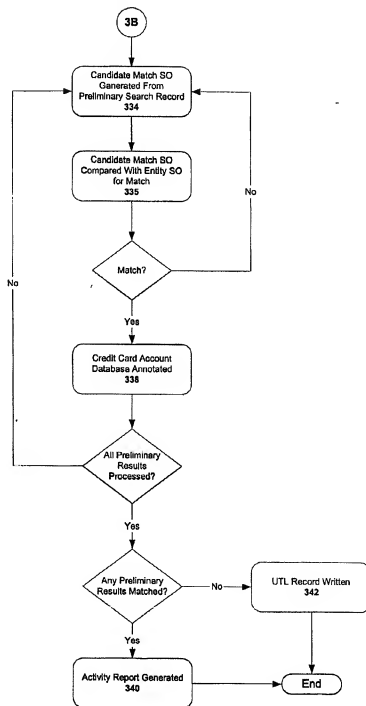 3B
Candidate Match SO
Generated From
Preliminary Search Record
334
Candidate Match SO
Compared With Entity SO
for Match
335
No
Match?
No
Yes
Credit Card Account
Database Annotated
338
All Preliminary
Results
Processed?
Yes
Any Preliminary
Results Matched?
No
UTL Record Written
342
Yes
Activity Report Generated
340
End